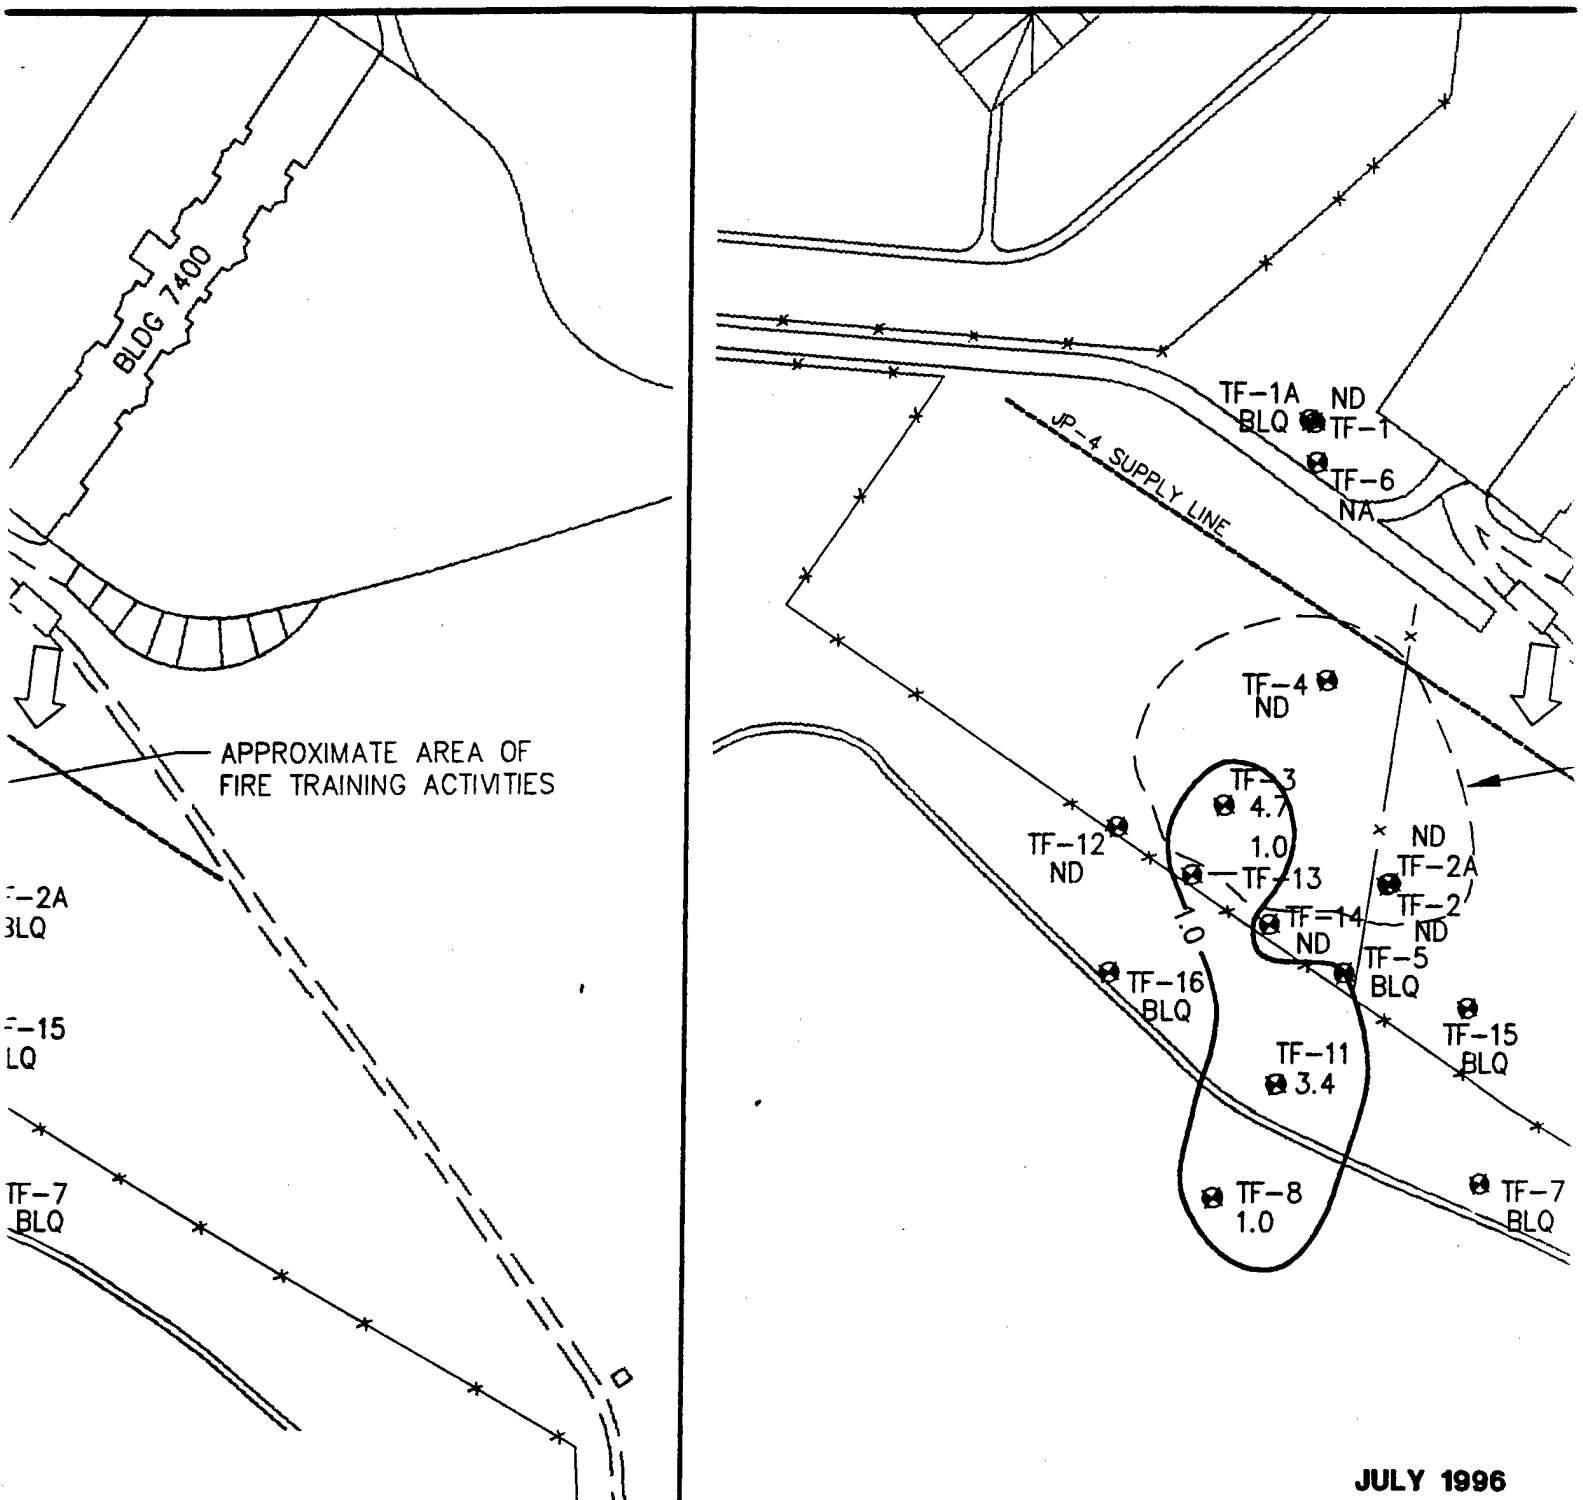 BLDG 7400
APPROXIMATE AREA OF
FIRE TRAINING ACTIVITIES
-2A
BLQ
-15
LQ
TF-7
BLQ
JP-4 SUPPLY LINE
TF-1A
BLQ
ND
TF-1
TF-6
NA
TF-4
ND
TF-3
4.7
1.0
TF-12
ND
TF-13
ND
TF-2A
TF-2
ND
TF-14
ND
1.0
TF-5
BLQ
TF-16
BLQ
TF-15
BLQ
TF-11
3.4
TF-8
1.0
TF-7
BLQ
JULY 1996